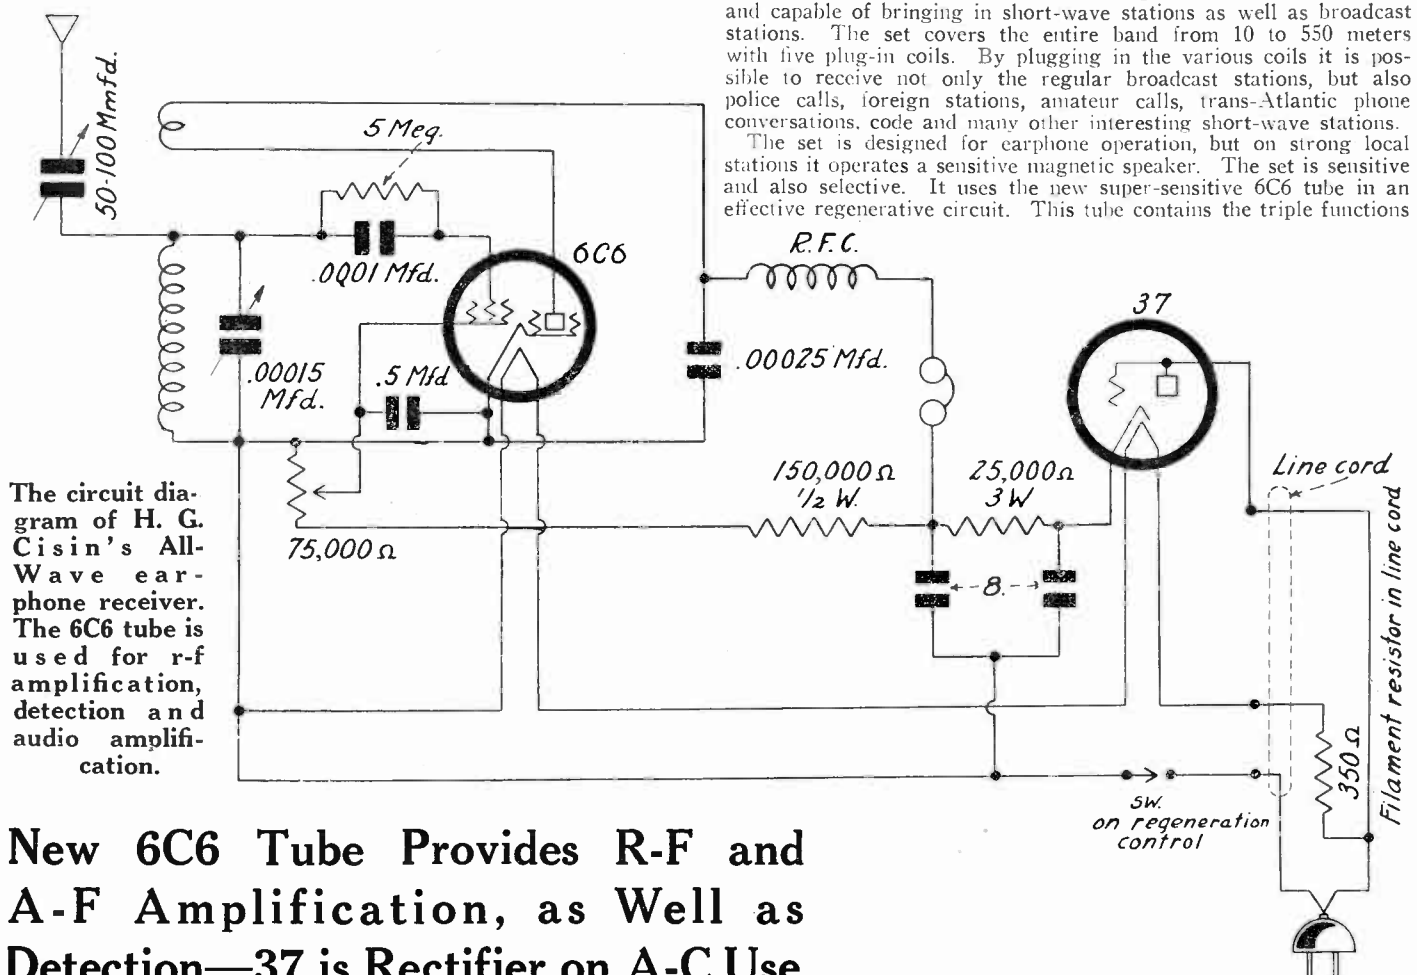 and capable of bringing in short-wave stations as well as broadcast
stations. The set covers the entire band from 10 to 550 meters
with five plug-in coils. By plugging in the various coils it is pos-
sible to receive not only the regular broadcast stations, but also
police calls, foreign stations, amateur calls, trans-Atlantic phone
conversations, code and many other interesting short-wave stations.
The set is designed for earphone operation, but on strong local
stations it operates a sensitive magnetic speaker. The set is sensitive
and also selective. It uses the new super-sensitive 6C6 tube in an
effective regenerative circuit. This tube contains the triple functions
50-100 Mmfd.
5 Meg.
.0001 Mfd.
6C6
R.F.C.
37
.00015
Mfd.
.5 Mfd
.00025 Mfd.
150,000 Ω
1/2 W.
25,000 Ω
3 W
Line cord
75,000 Ω
8.
Filament resistor in line cord
350 Ω
SW.
on regeneration
control
The circuit dia-
gram of H. G.
Cisin's All-
Wave ear-
phone receiver.
The 6C6 tube is
used for r-f
amplification,
detection and
audio amplifi-
cation.
New 6C6 Tube Provides R-F and
A-F Amplification, as Well as
Detection—37 is Rectifier on A-C Use